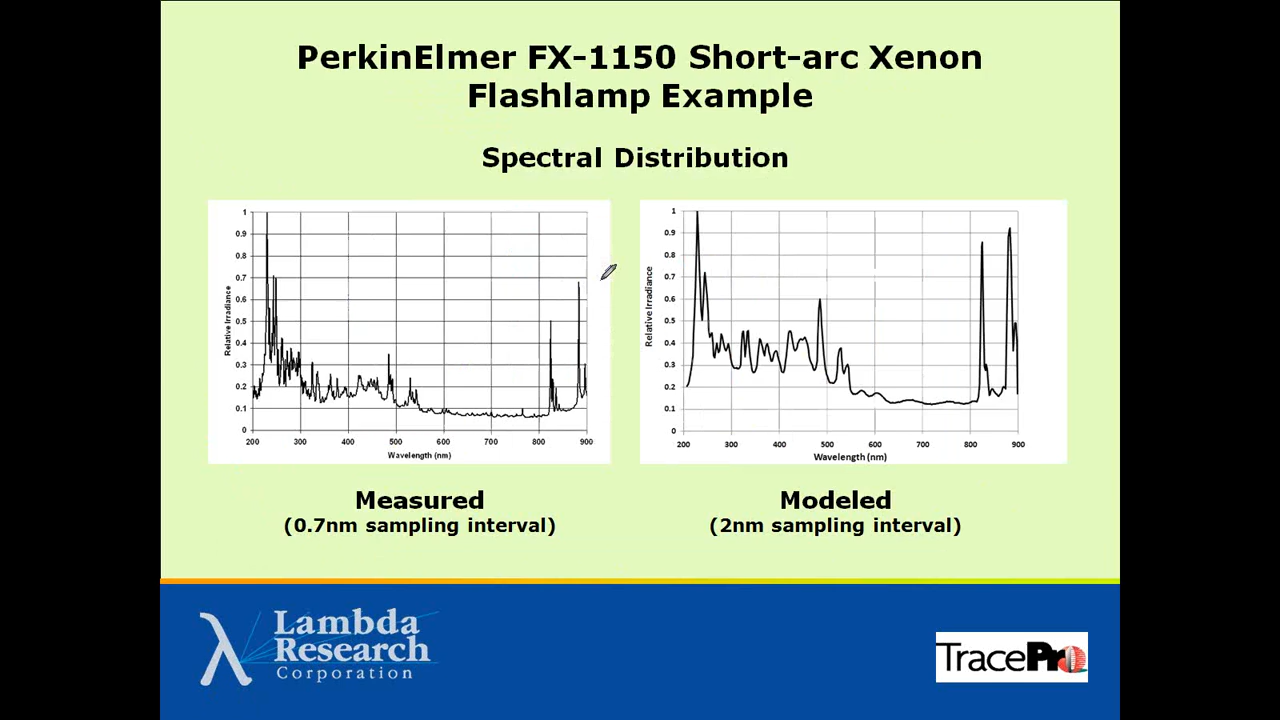 PerkinElmer FX-1150 Short-arc Xenon
Flashlamp Example
Spectral Distribution
1
0.9
0.8
0.7
0.6
0.5
0.4
0.3
0.2
0.1
0
Relative Irradiance
200 300 400 500 600 700 800 900
Wavelength (nm)
1
0.9
0.8
0.7
0.6
0.5
0.4
0.3
0.2
0.1
0
Relative Irradiance
200 300 400 500 600 700 800 900
Wavelength (nm)
Measured
(0.7nm sampling interval)
Modeled
(2nm sampling interval)
λ
Lambda
Research
Corporation
TracePro